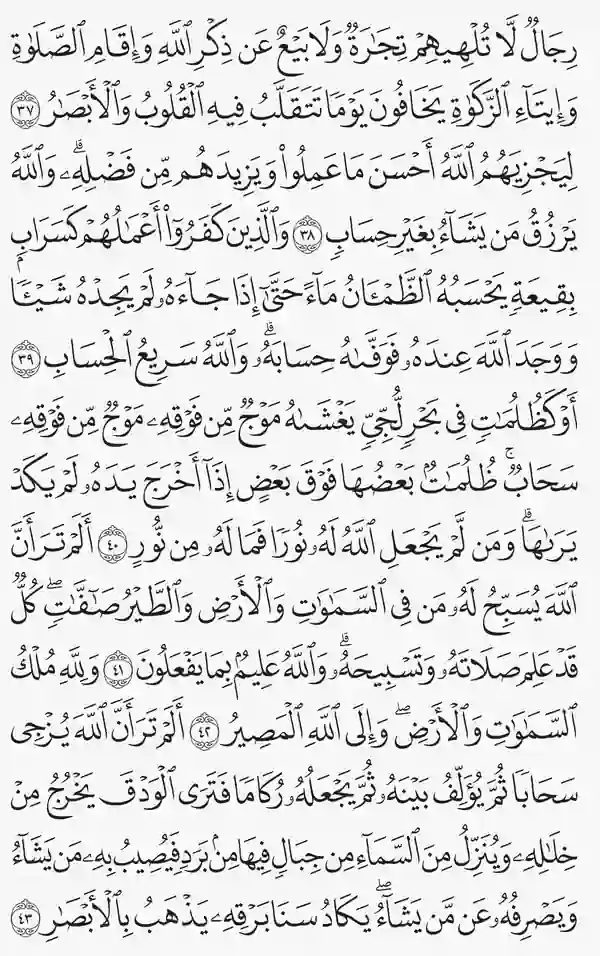 رِجَالٌ لَّا تُلْهِيهِمْ تِجَٰرَةٌ وَلَا بَيْعٌ عَن ذِكْرِ ٱللَّهِ وَإِقَامِ ٱلصَّلَوٰةِ
وَإِيتَآءِ ٱلزَّكَوٰةِ يَخَافُونَ يَوْمًا تَتَقَلَّبُ فِيهِ ٱلْقُلُوبُ وَٱلْأَبْصَٰرُ ٣٧
لِيَجْزِيَهُمُ ٱللَّهُ أَحْسَنَ مَا عَمِلُوا۟ وَيَزِيدَهُم مِّن فَضْلِهِۦ ۗ وَٱللَّهُ
يَرْزُقُ مَن يَشَآءُ بِغَيْرِ حِسَابٍ ٣٨ وَٱلَّذِينَ كَفَرُوٓا۟ أَعْمَٰلُهُمْ كَسَرَابٍۭ
بِقِيعَةٍ يَحْسَبُهُ ٱلظَّمْـَٔانُ مَآءً حَتَّىٰٓ إِذَا جَآءَهُۥ لَمْ يَجِدْهُ شَيْـًٔا
وَوَجَدَ ٱللَّهَ عِندَهُۥ فَوَفَّىٰهُ حِسَابَهُۥ ۗ وَٱللَّهُ سَرِيعُ ٱلْحِسَابِ ٣٩
أَوْ كَظُلُمَٰتٍ فِى بَحْرٍ لُّجِّىٍّ يَغْشَىٰهُ مَوْجٌ مِّن فَوْقِهِۦ مَوْجٌ مِّن فَوْقِهِۦ
سَحَابٌ ۚ ظُلُمَٰتٌۢ بَعْضُهَا فَوْقَ بَعْضٍ إِذَآ أَخْرَجَ يَدَهُۥ لَمْ يَكَدْ
يَرَىٰهَا ۗ وَمَن لَّمْ يَجْعَلِ ٱللَّهُ لَهُۥ نُورًا فَمَا لَهُۥ مِن نُّورٍ ٤٠ أَلَمْ تَرَ أَنَّ
ٱللَّهَ يُسَبِّحُ لَهُۥ مَن فِى ٱلسَّمَٰوَٰتِ وَٱلْأَرْضِ وَٱلطَّيْرُ صَٰٓفَّٰتٍ ۖ كُلٌّ
قَدْ عَلِمَ صَلَاتَهُۥ وَتَسْبِيحَهُۥ ۗ وَٱللَّهُ عَلِيمٌۢ بِمَا يَفْعَلُونَ ٤١ وَلِلَّهِ مُلْكُ
ٱلسَّمَٰوَٰتِ وَٱلْأَرْضِ ۖ وَإِلَى ٱللَّهِ ٱلْمَصِيرُ ٤٢ أَلَمْ تَرَ أَنَّ ٱللَّهَ يُزْجِى
سَحَابًا ثُمَّ يُؤَلِّفُ بَيْنَهُۥ ثُمَّ يَجْعَلُهُۥ رُكَامًا فَتَرَى ٱلْوَدْقَ يَخْرُجُ مِنْ
خِلَٰلِهِۦ وَيُنَزِّلُ مِنَ ٱلسَّمَآءِ مِن جِبَالٍ فِيهَا مِنۢ بَرَدٍ فَيُصِيبُ بِهِۦ مَن يَشَآءُ
وَيَصْرِفُهُۥ عَن مَّن يَشَآءُ ۖ يَكَادُ سَنَا بَرْقِهِۦ يَذْهَبُ بِٱلْأَبْصَٰرِ ٤٣